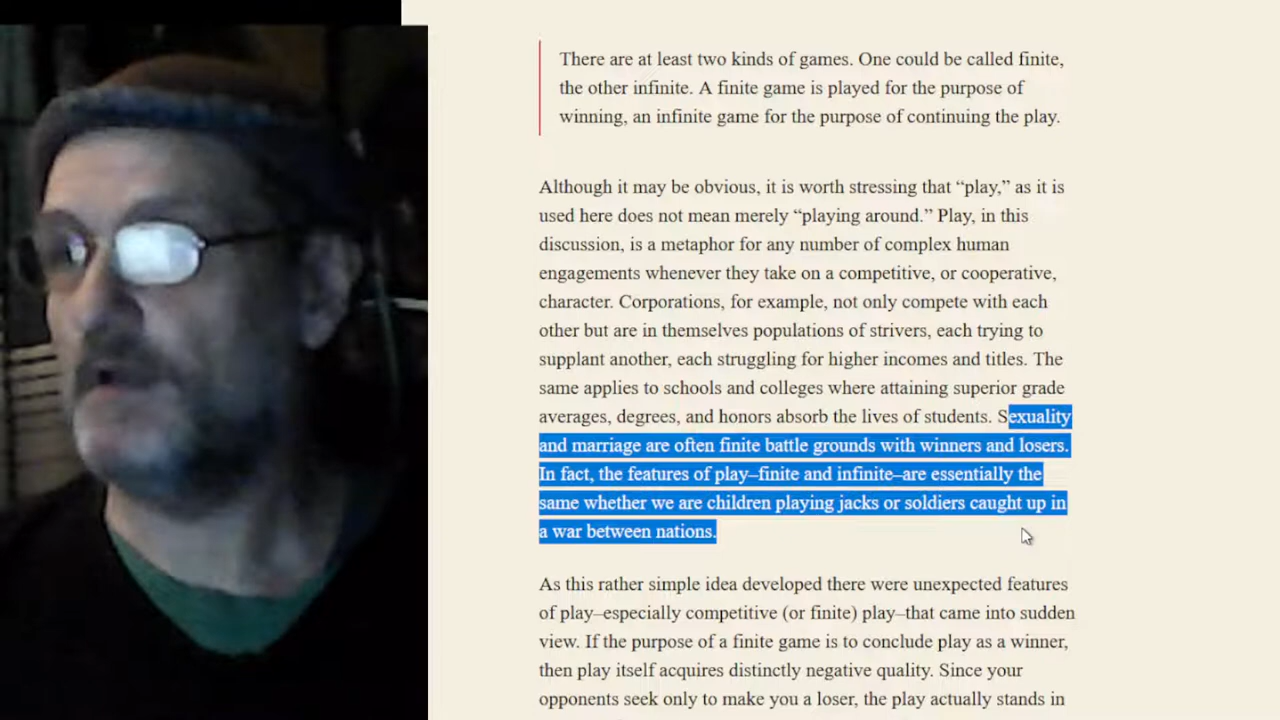 There are at least two kinds of games. One could be called finite,
the other infinite. A finite game is played for the purpose of
winning, an infinite game for the purpose of continuing the play.
Although it may be obvious, it is worth stressing that “play,” as it is
used here does not mean merely “playing around.” Play, in this
discussion, is a metaphor for any number of complex human
engagements whenever they take on a competitive, or cooperative,
character. Corporations, for example, not only compete with each
other but are in themselves populations of strivers, each trying to
supplant another, each struggling for higher incomes and titles. The
same applies to schools and colleges where attaining superior grade
averages, degrees, and honors absorb the lives of students. Sexuality
and marriage are often finite battle grounds with winners and losers.
In fact, the features of play–finite and infinite–are essentially the
same whether we are children playing jacks or soldiers caught up in
a war between nations.
As this rather simple idea developed there were unexpected features
of play–especially competitive (or finite) play–that came into sudden
view. If the purpose of a finite game is to conclude play as a winner,
then play itself acquires distinctly negative quality. Since your
opponents seek only to make you a loser, the play actually stands in